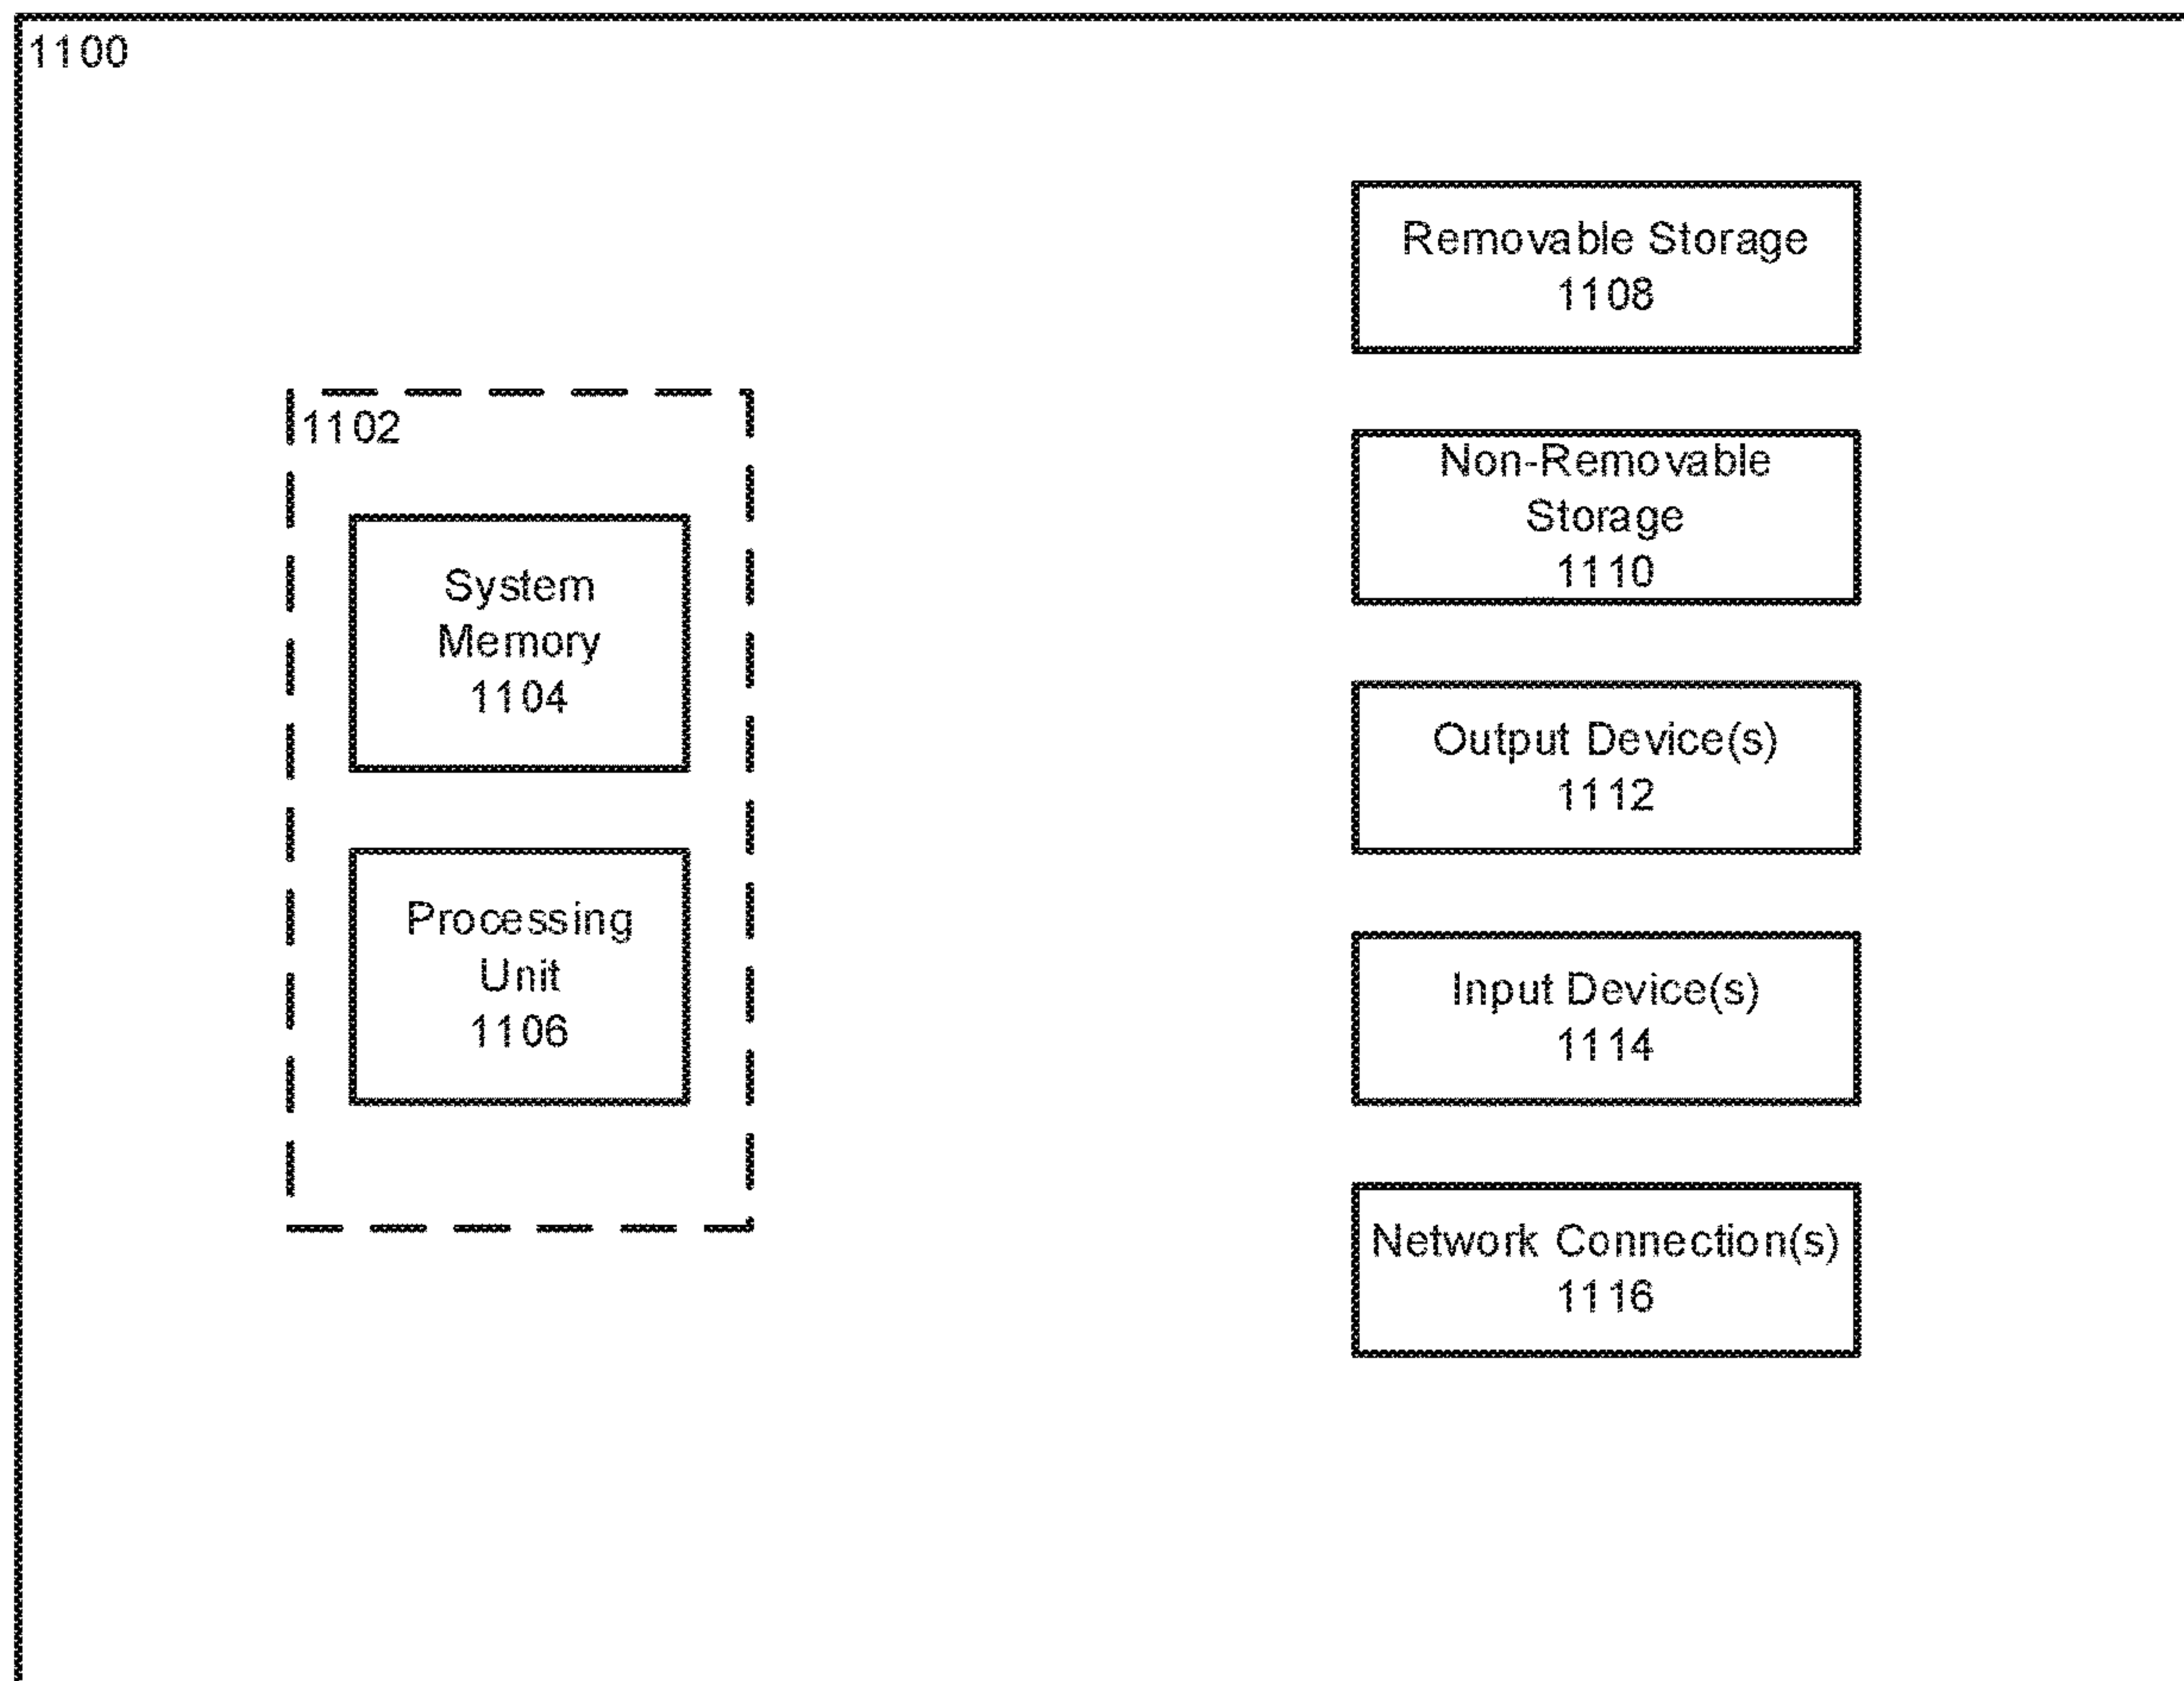 1100
1102
System
Memory
1104
Processing
Unit
1106
Removable Storage
1108
Non-Removable
Storage
1110
Output Device(s)
1112
Input Device(s)
1114
Network Connection(s)
1116